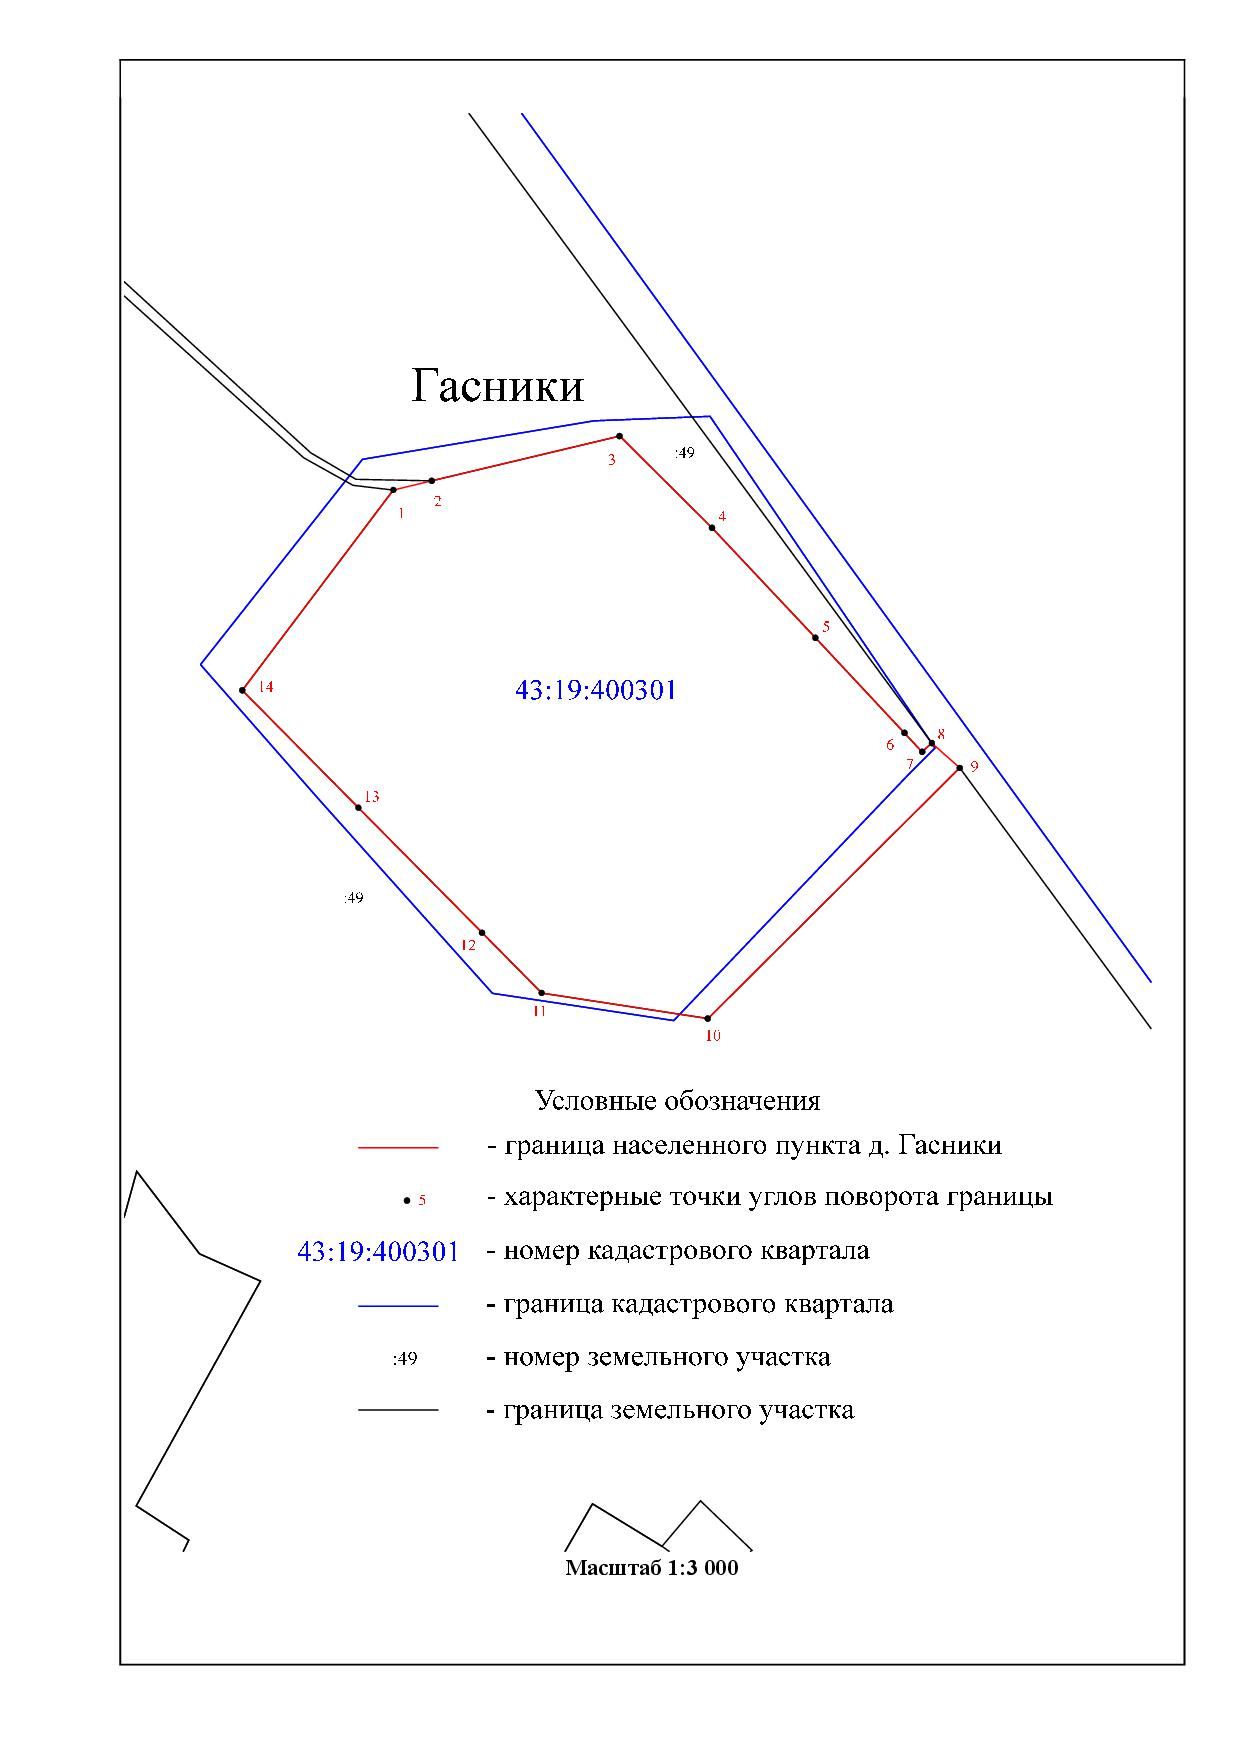 Гасники
:49
3
2
1
4
5
43:19:400301
14
8
6
7
9
13
:49
12
11
10
Условные обозначения
- граница населенного пункта д. Гасники
5 - характерные точки углов поворота границы
43:19:400301 - номер кадастрового квартала
- граница кадастрового квартала
:49 - номер земельного участка
- граница земельного участка
Масштаб 1:3 000